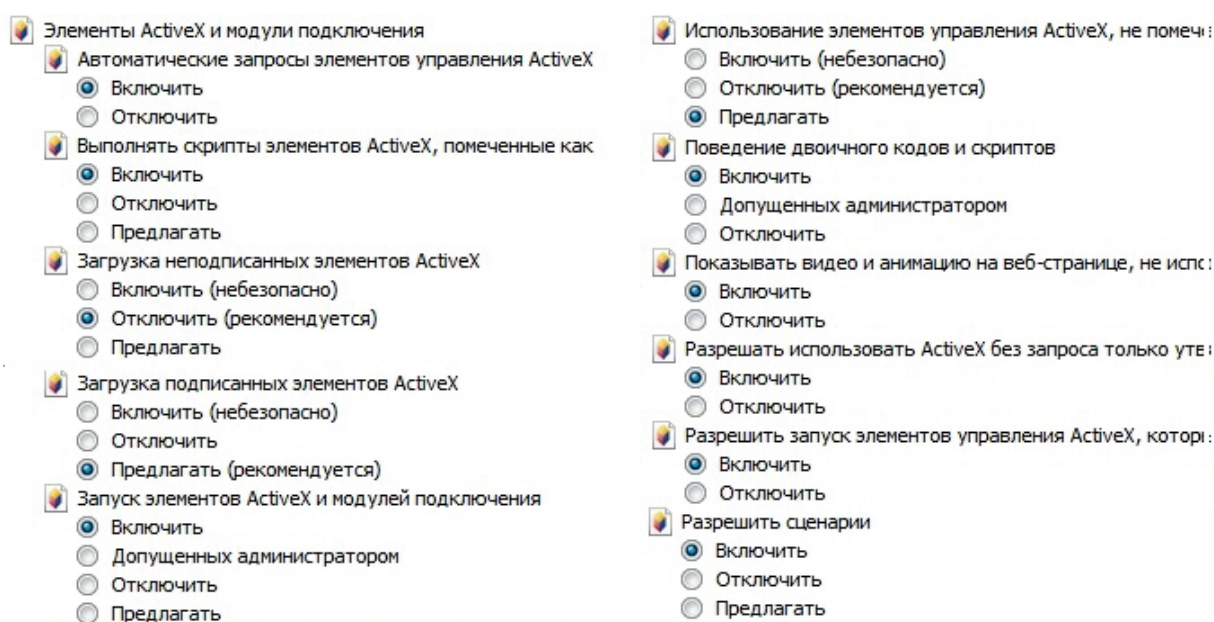 Элементы ActiveX и модули подключения
Автоматические запросы элементов управления ActiveX
Включить
Отключить
Выполнять скрипты элементов ActiveX, помеченные как
Включить
Отключить
Предлагать
Загрузка неподписанных элементов ActiveX
Включить (небезопасно)
Отключить (рекомендуется)
Предлагать
Загрузка подписанных элементов ActiveX
Включить (небезопасно)
Отключить
Предлагать (рекомендуется)
Запуск элементов ActiveX и модулей подключения
Включить
Допущенных администратором
Отключить
Предлагать
Использование элементов управления ActiveX, не
Включить (небезопасно)
Отключить (рекомендуется)
Предлагать
Поведение двоичного кодов и скриптов
Включить
Допущенных администратором
Отключить
Показывать видео и анимацию на веб-странице, не
Включить
Отключить
Разрешать использовать ActiveX без запроса только
Включить
Отключить
Разрешить запуск элементов управления ActiveX,
Включить
Отключить
Разрешить сценарии
Включить
Отключить
Предлагать